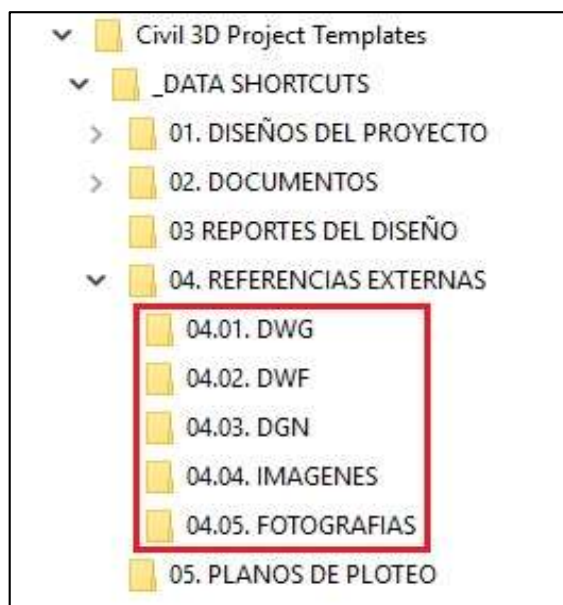 Civil 3D Project Templates
_DATA SHORTCUTS
01. DISEÑOS DEL PROYECTO
02. DOCUMENTOS
03 REPORTES DEL DISEÑO
04. REFERENCIAS EXTERNAS
04.01. DWG
04.02. DWF
04.03. DGN
04.04. IMAGENES
04.05. FOTOGRAFIAS
05. PLANOS DE PLOTEO